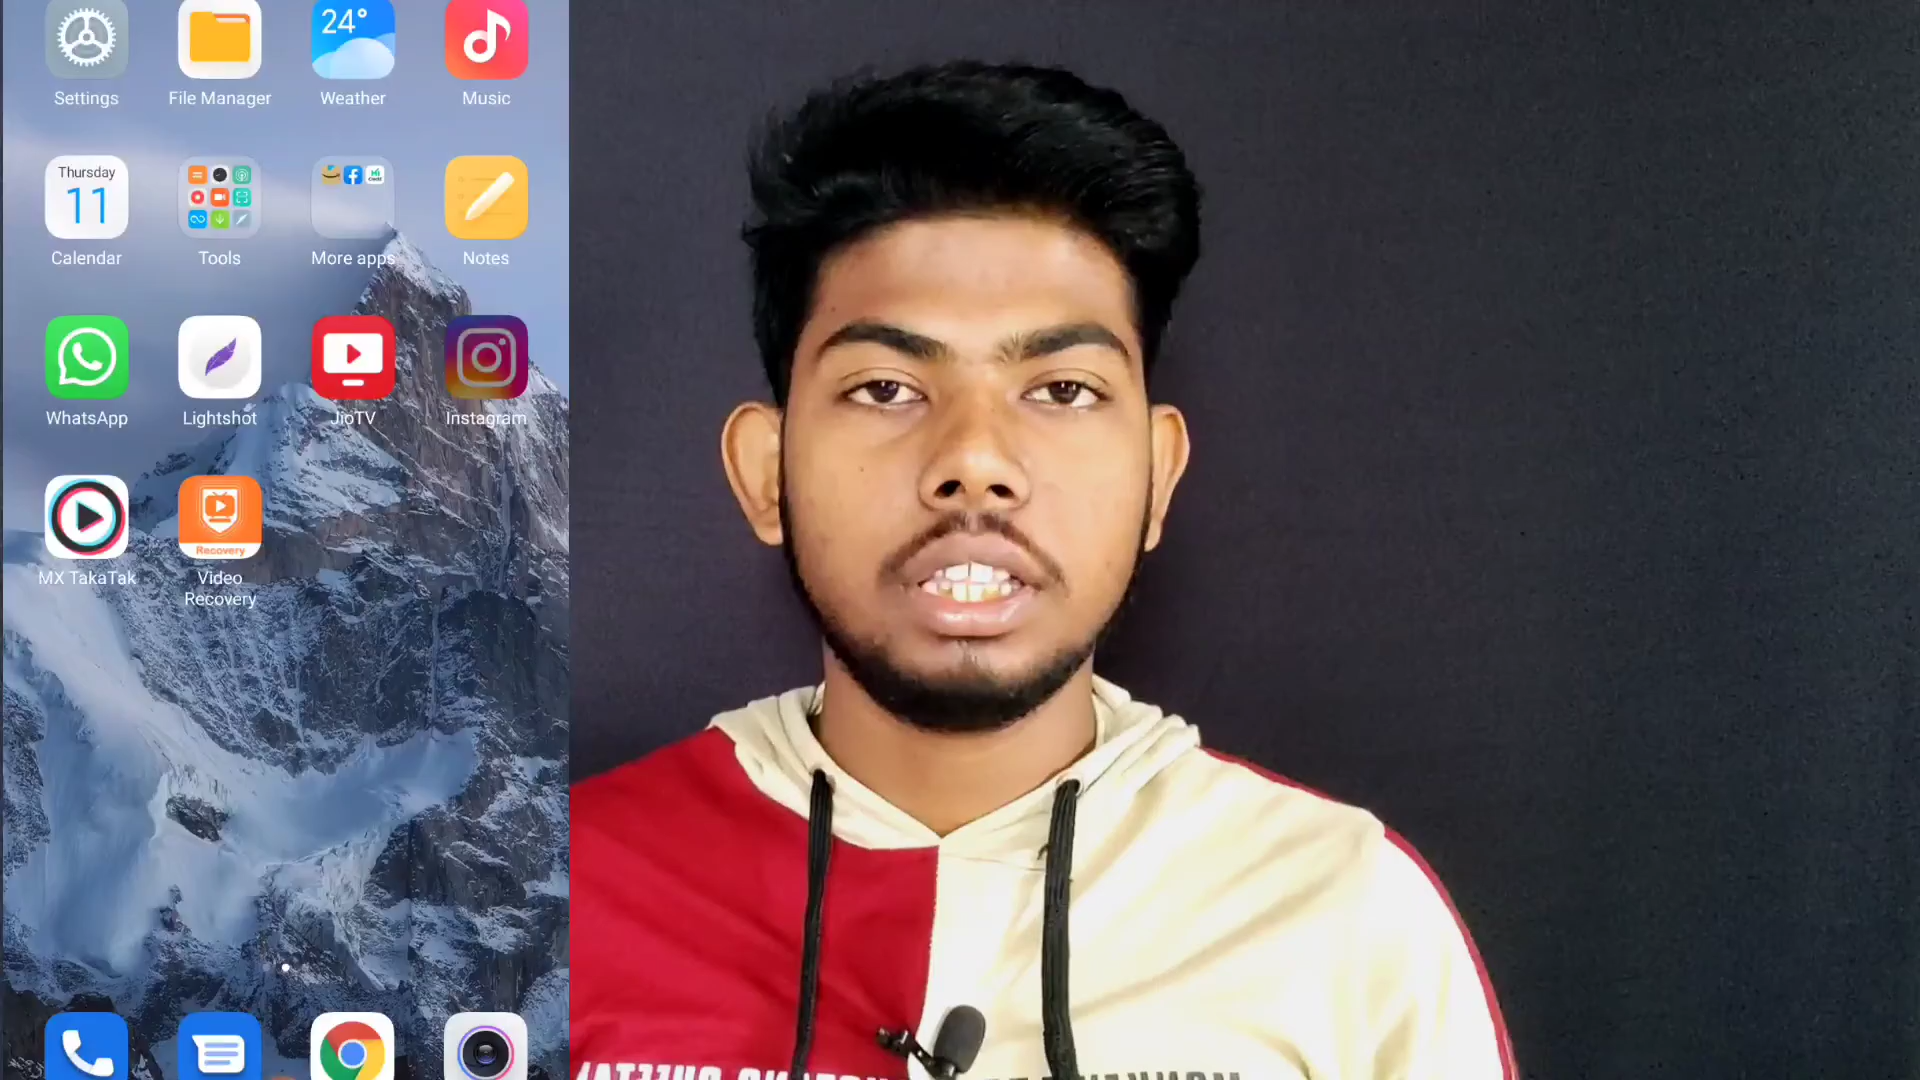 24°
Settings
File Manager
Weather
Music
Thursday
11
Calendar
Tools
More apps
Notes
WhatsApp
Lightshot
JioTV
Instagram
Recovery
MX TakaTak
Video
Recovery